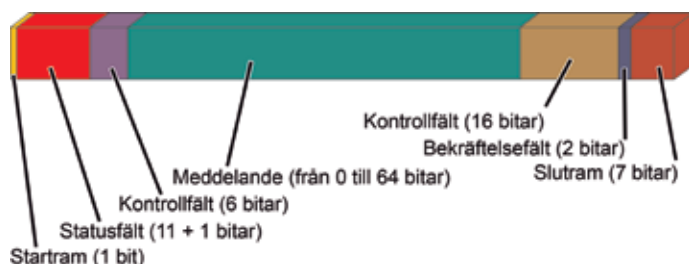 Kontrollfält (16 bitar)
Bekräftelsefält (2 bitar)
Slutram (7 bitar)
Meddelande (från 0 till 64 bitar)
Kontrollfält (6 bitar)
Statusfält (11 + 1 bitar)
Startram (1 bit)